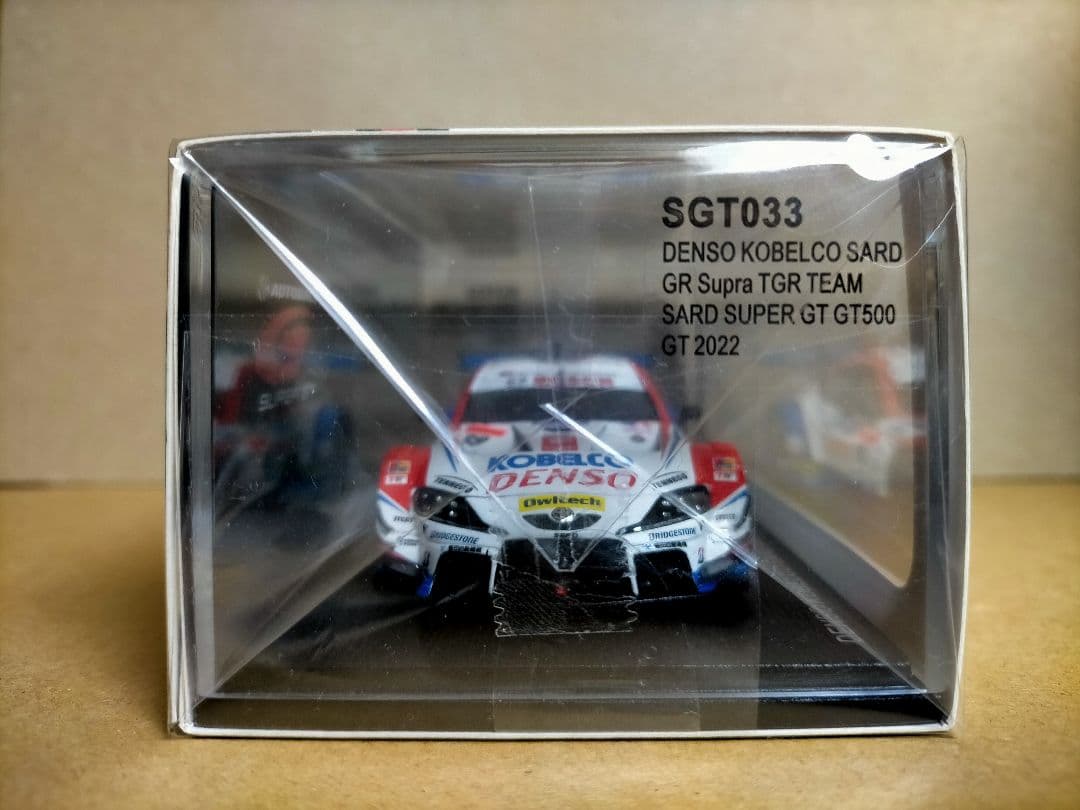 SGT033
DENSO KOBELCO SARD
GR Supra TGR TEAM
SARD SUPER GT GT500
GT 2022
KOBELCO
DENSO
Owltech
BRIDGESTONE
BRIDGESTONE